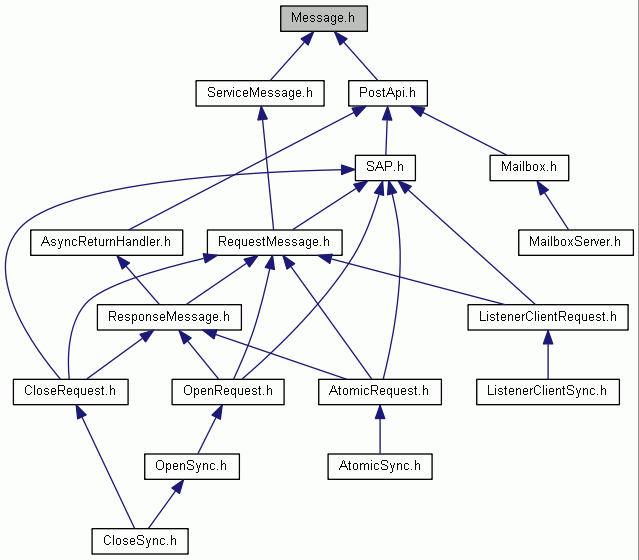 Message.h
ServiceMessage.h
PostApi.h
SAP.h
Mailbox.h
AsyncReturnHandler.h
RequestMessage.h
MailboxServer.h
ResponseMessage.h
ListenerClientRequest.h
CloseRequest.h
OpenRequest.h
AtomicRequest.h
ListenerClientSync.h
OpenSync.h
AtomicSync.h
CloseSync.h